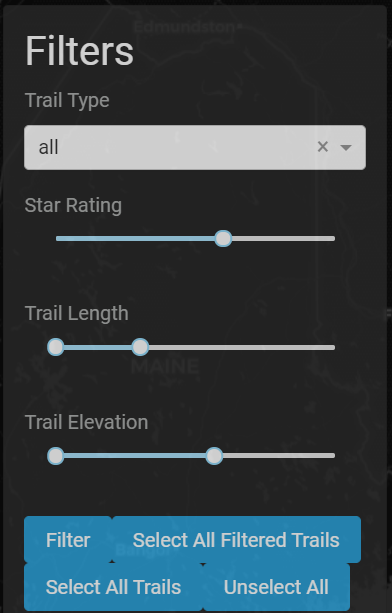 Edmundston
Filters
Trail Type
all
×
Star Rating
Trail Length
MAINE
Trail Elevation
Filter
Select All Filtered Trails
Select All Trails
Unselect All